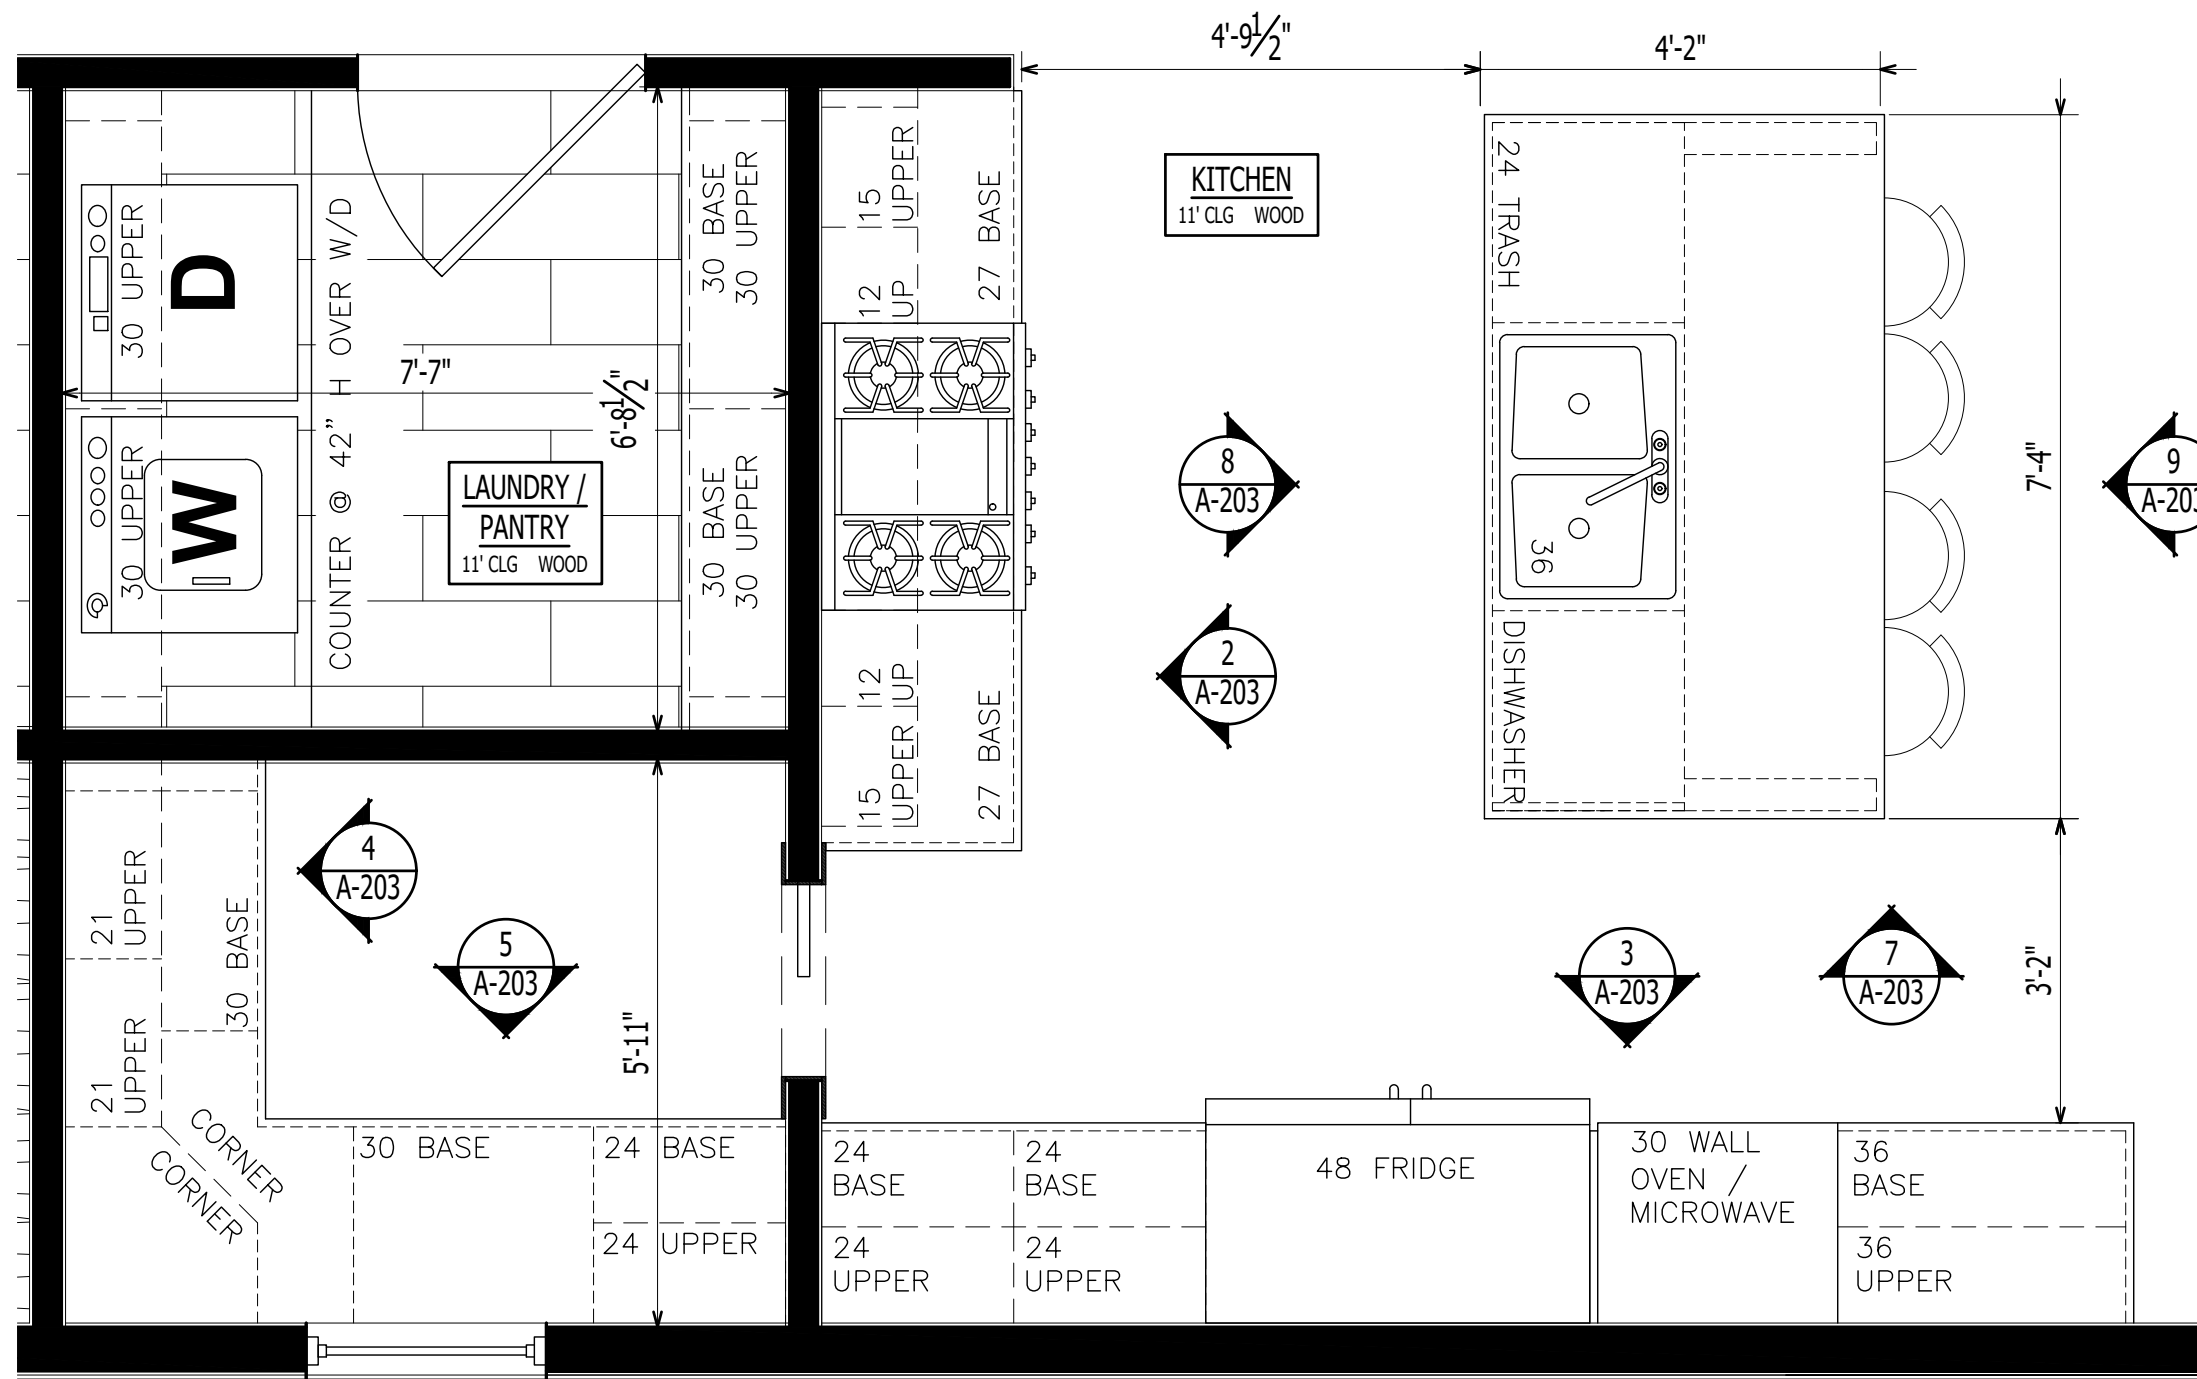 4'-9 1/2"
4'-2"
KITCHEN
11' CLG WOOD
24 TRASH
36
DISHWASHER
7'-4"
3'-2"
15
UPPER
12
UP
27 BASE
12
UP
15
UPPER
27 BASE
30 UPPER
D
30 UPPER
W
COUNTER @ 42" H OVER W/D
7'-7"
6'-8 1/2"
LAUNDRY /
PANTRY
11' CLG WOOD
30 BASE
30 UPPER
30 BASE
30 UPPER
8
A-203
2
A-203
9
A-203
4
A-203
5
A-203
3
A-203
7
A-203
21
UPPER
21
UPPER
30 BASE
CORNER
CORNER
5'-11"
30 BASE
24 BASE
24 UPPER
24
BASE
24
UPPER
24
BASE
24
UPPER
48 FRIDGE
30 WALL
OVEN /
MICROWAVE
36
BASE
36
UPPER